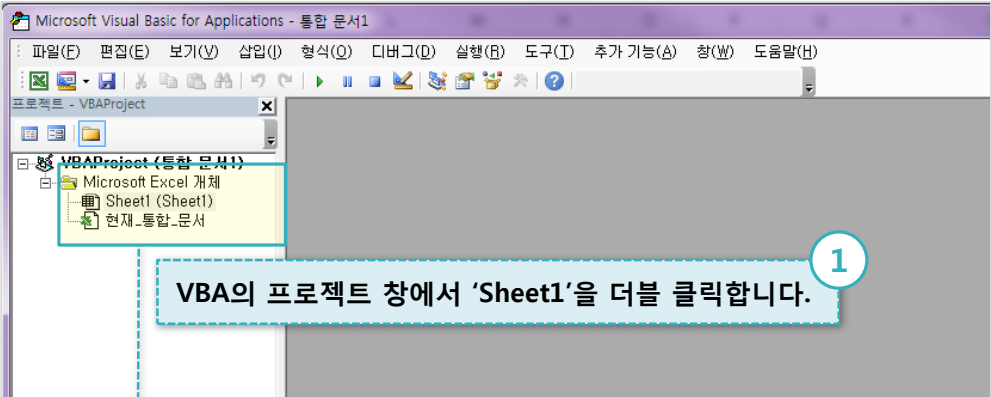 Microsoft Visual Basic for Applications - 통합 문서1
파일(F) 편집(E) 보기(V) 삽입(I) 형식(O) 디버그(D) 실행(R) 도구(T) 추가 기능(A) 창(W) 도움말(H)
프로젝트 - VBAProject
VBAProject (통합 문서1)
Microsoft Excel 개체
Sheet1 (Sheet1)
현재_통합_문서
1
VBA의 프로젝트 창에서 ‘Sheet1’을 더블 클릭합니다.